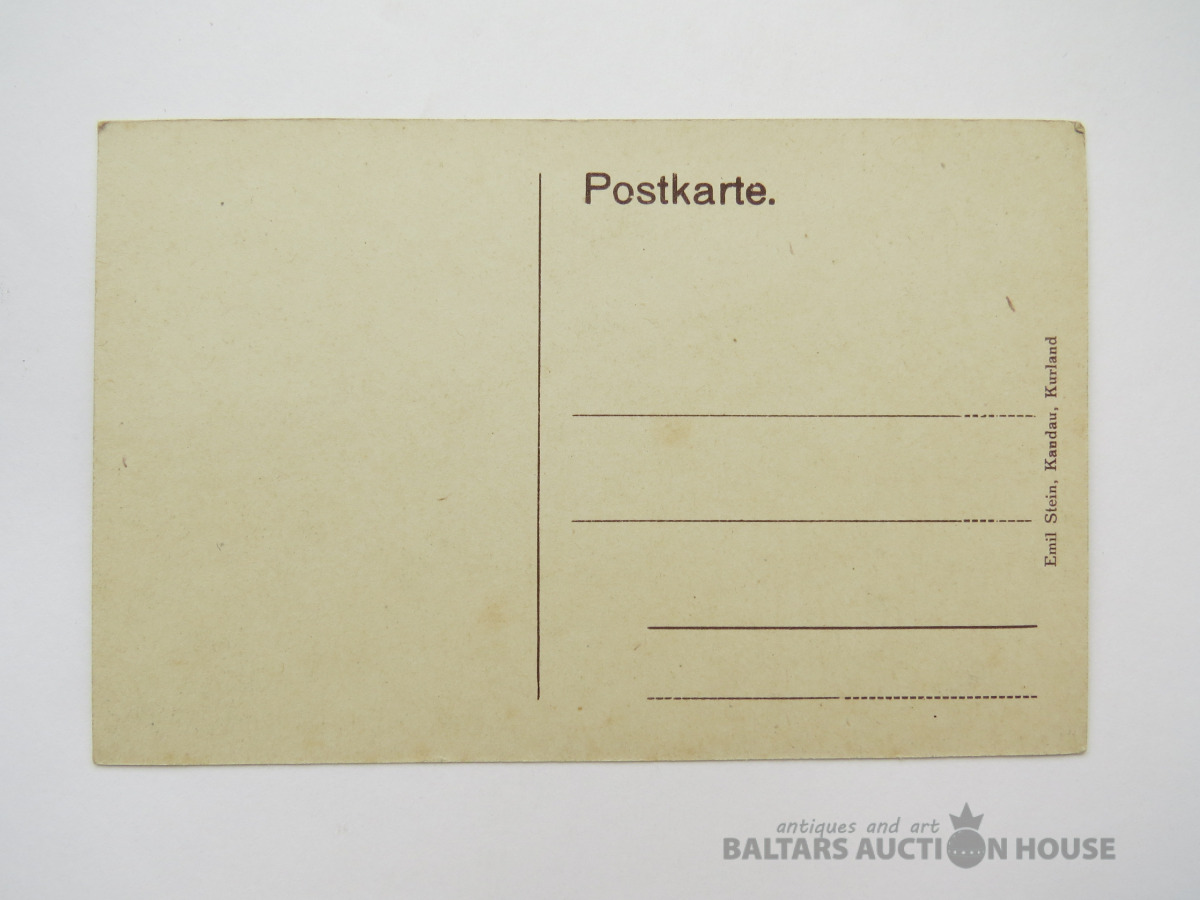 Postkarte.
Emil Stein, Kandau, Kurland
antiques and art
BALTARS AUCTION HOUSE